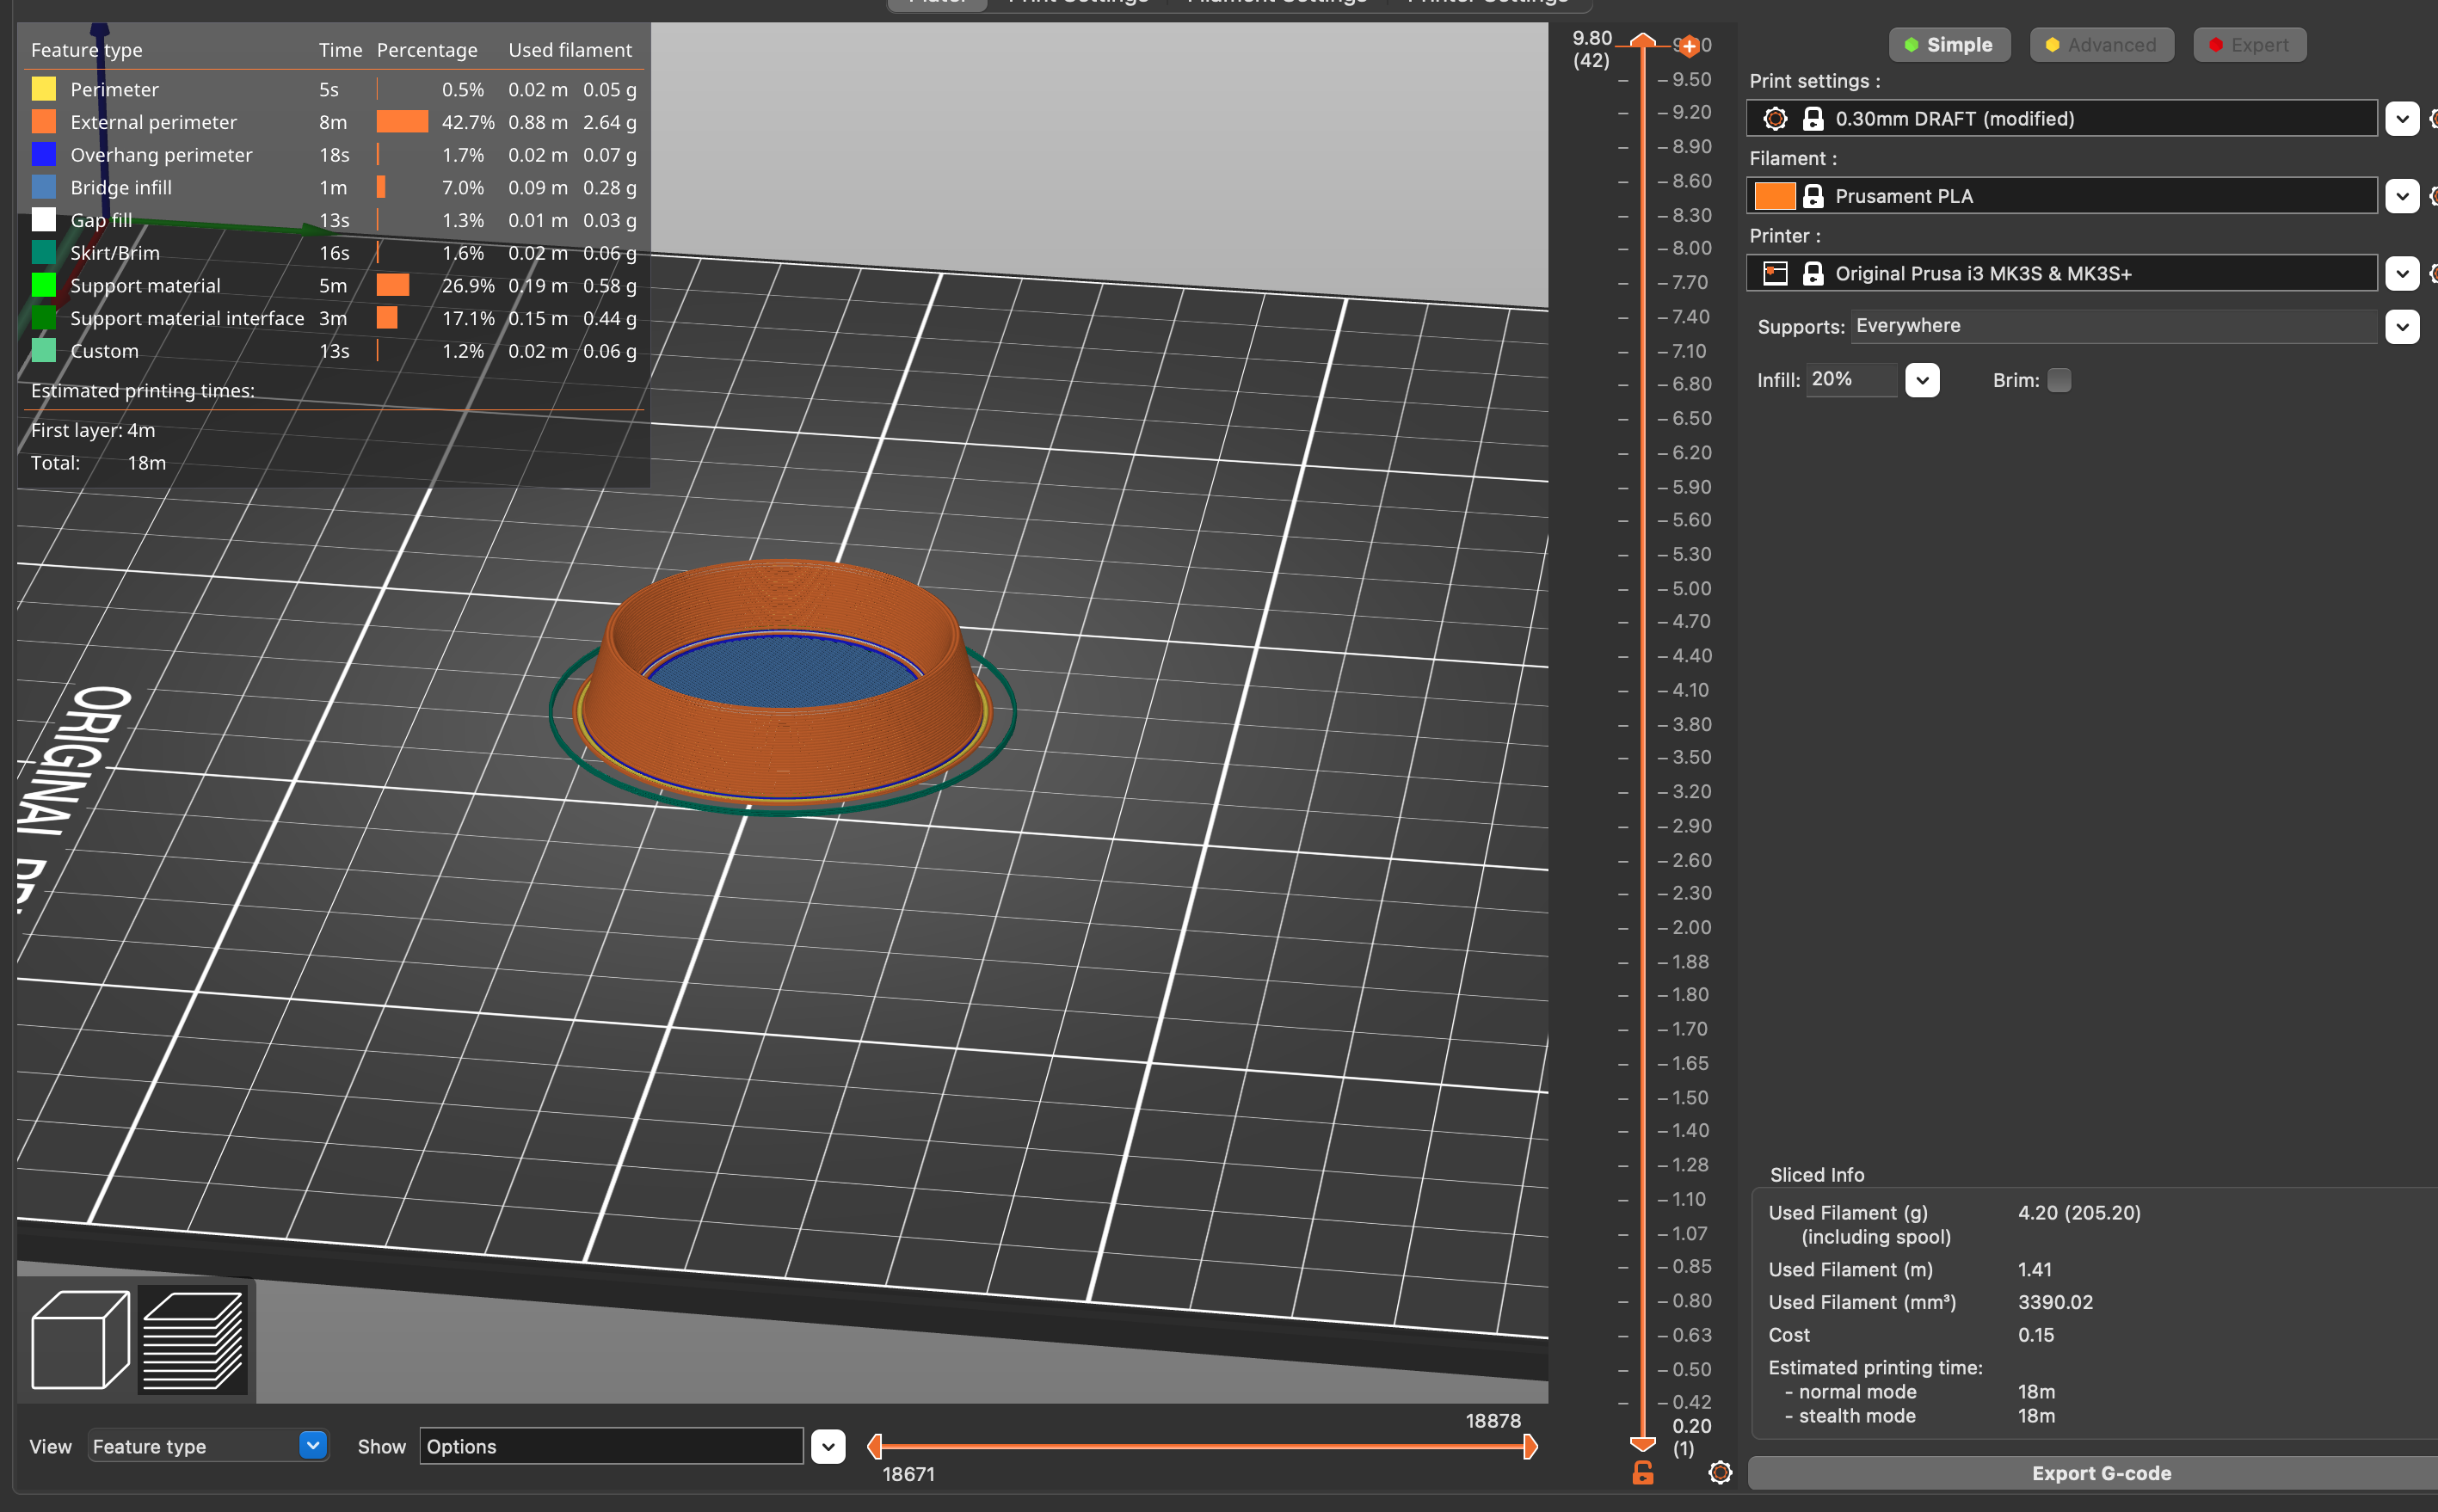 Feature type Time Percentage Used filament
Perimeter 5s 0.5% 0.02 m 0.05 g
External perimeter 8m 42.7% 0.88 m 2.64 g
Overhang perimeter 18s 1.7% 0.02 m 0.07 g
Bridge infill 1m 7.0% 0.09 m 0.28 g
Gap fill 13s 1.3% 0.01 m 0.03 g
Skirt/Brim 16s 1.6% 0.02 m 0.06 g
Support material 5m 26.9% 0.19 m 0.58 g
Support material interface 3m 17.1% 0.15 m 0.44 g
Custom 13s 1.2% 0.02 m 0.06 g
Estimated printing times:
First layer: 4m
Total: 18m
ORIGINAL
9.80
(42)
9.50
9.20
8.90
8.60
8.30
8.00
7.70
7.40
7.10
6.80
6.50
6.20
5.90
5.60
5.30
5.00
4.70
4.40
4.10
3.80
3.50
3.20
2.90
2.60
2.30
2.00
1.88
1.80
1.70
1.65
1.50
1.40
1.28
1.10
1.07
0.85
0.80
0.63
0.50
0.42
0.20
(1)
Simple Advanced Expert
Print settings :
0.30mm DRAFT (modified)
Filament :
Prusament PLA
Printer :
Original Prusa i3 MK3S & MK3S+
Supports: Everywhere
Infill: 20% Brim:
Sliced Info
Used Filament (g) 4.20 (205.20)
(including spool)
Used Filament (m) 1.41
Used Filament (mm³) 3390.02
Cost 0.15
Estimated printing time:
- normal mode 18m
- stealth mode 18m
Export G-code
View Feature type Show Options
18878
18671